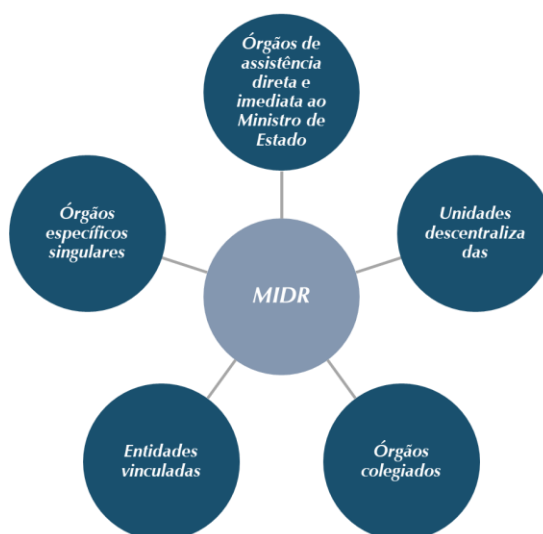 Órgãos de
assistência
direta e
imediata ao
Ministro de
Estado
Órgãos
específicos
singulares
Unidades
descentraliza
das
MIDR
Entidades
vinculadas
Órgãos
colegiados